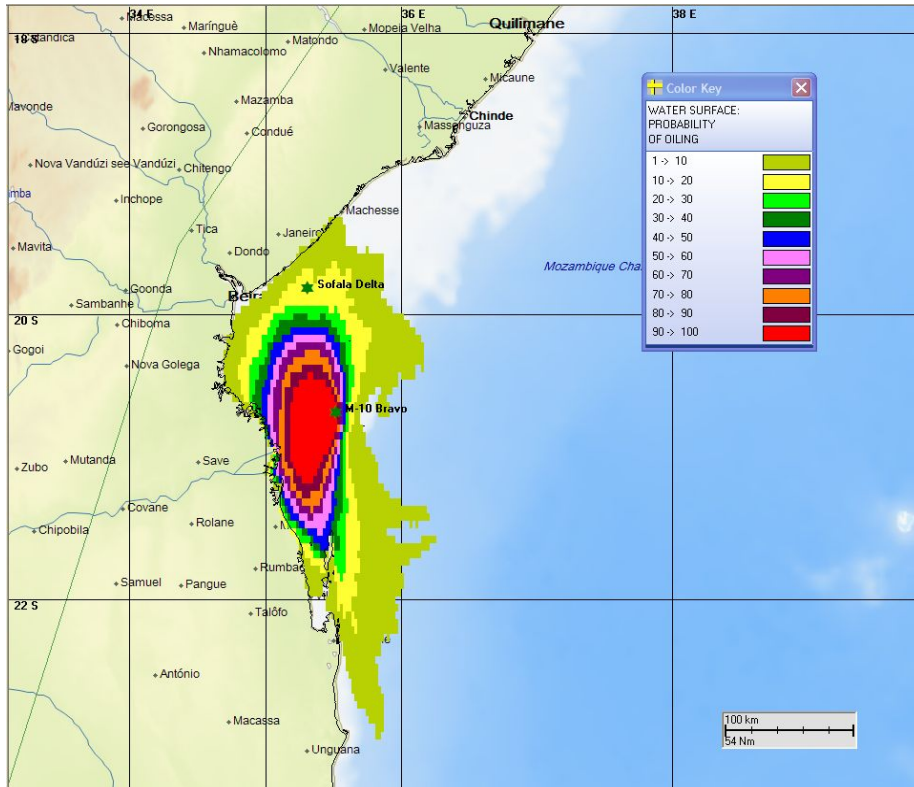 34 E
36 E
38 E
Macossa
Marínguè
Mopeia Velha
Quilimane
18 S
Matondo
Nhamacolomo
Valente
Micaune
Mazamba
Chinde
Massenguza
Gorongosa
Condué
Nova Vandúzi see Vandúzi
Chitengo
Inchope
Machesse
Tica
Janeiro
Mavita
Dondo
Mozambique Cha
Sofala Delta
Goonda
Beira
Sambanhe
20 S
Chiboma
Gogoi
Nova Golega
M-10 Bravo
Zubo
Mutanda
Save
Covane
Rolane
Chipobila
Rumba
Samuel
Pangue
22 S
Talôfo
António
Macassa
Unguana
Color Key
WATER SURFACE:
PROBABILITY
OF OILING
1 -> 10
10 -> 20
20 -> 30
30 -> 40
40 -> 50
50 -> 60
60 -> 70
70 -> 80
80 -> 90
90 -> 100
100 km
54 Nm